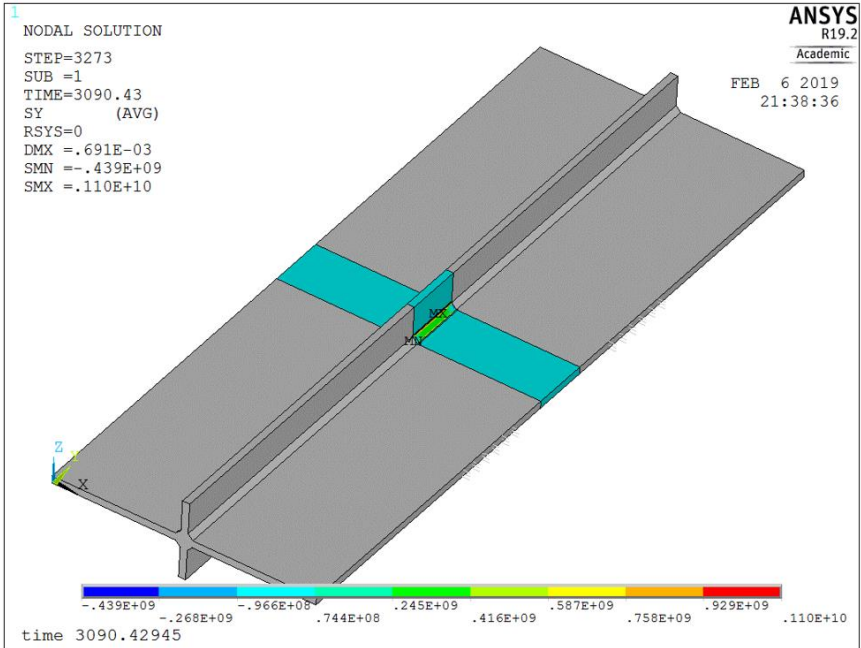 1
NODAL SOLUTION
STEP=3273
SUB =1
TIME=3090.43
SY (AVG)
RSYS=0
DMX =.691E-03
SMN =-.439E+09
SMX =.110E+10
ANSYS
R19.2
Academic
FEB 6 2019
21:38:36
MX
MN
Z
Y
X
-.439E+09 -.966E+08 .245E+09 .587E+09 .929E+09
-.268E+09 .744E+08 .416E+09 .758E+09 .110E+10
time 3090.42945